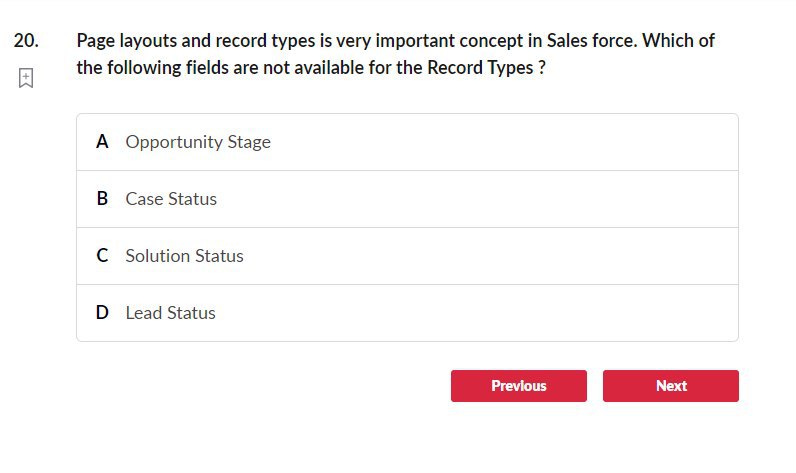 20.
Page layouts and record types is very important concept in Sales force. Which of
the following fields are not available for the Record Types ?
A Opportunity Stage
B Case Status
C Solution Status
D Lead Status
Previous Next